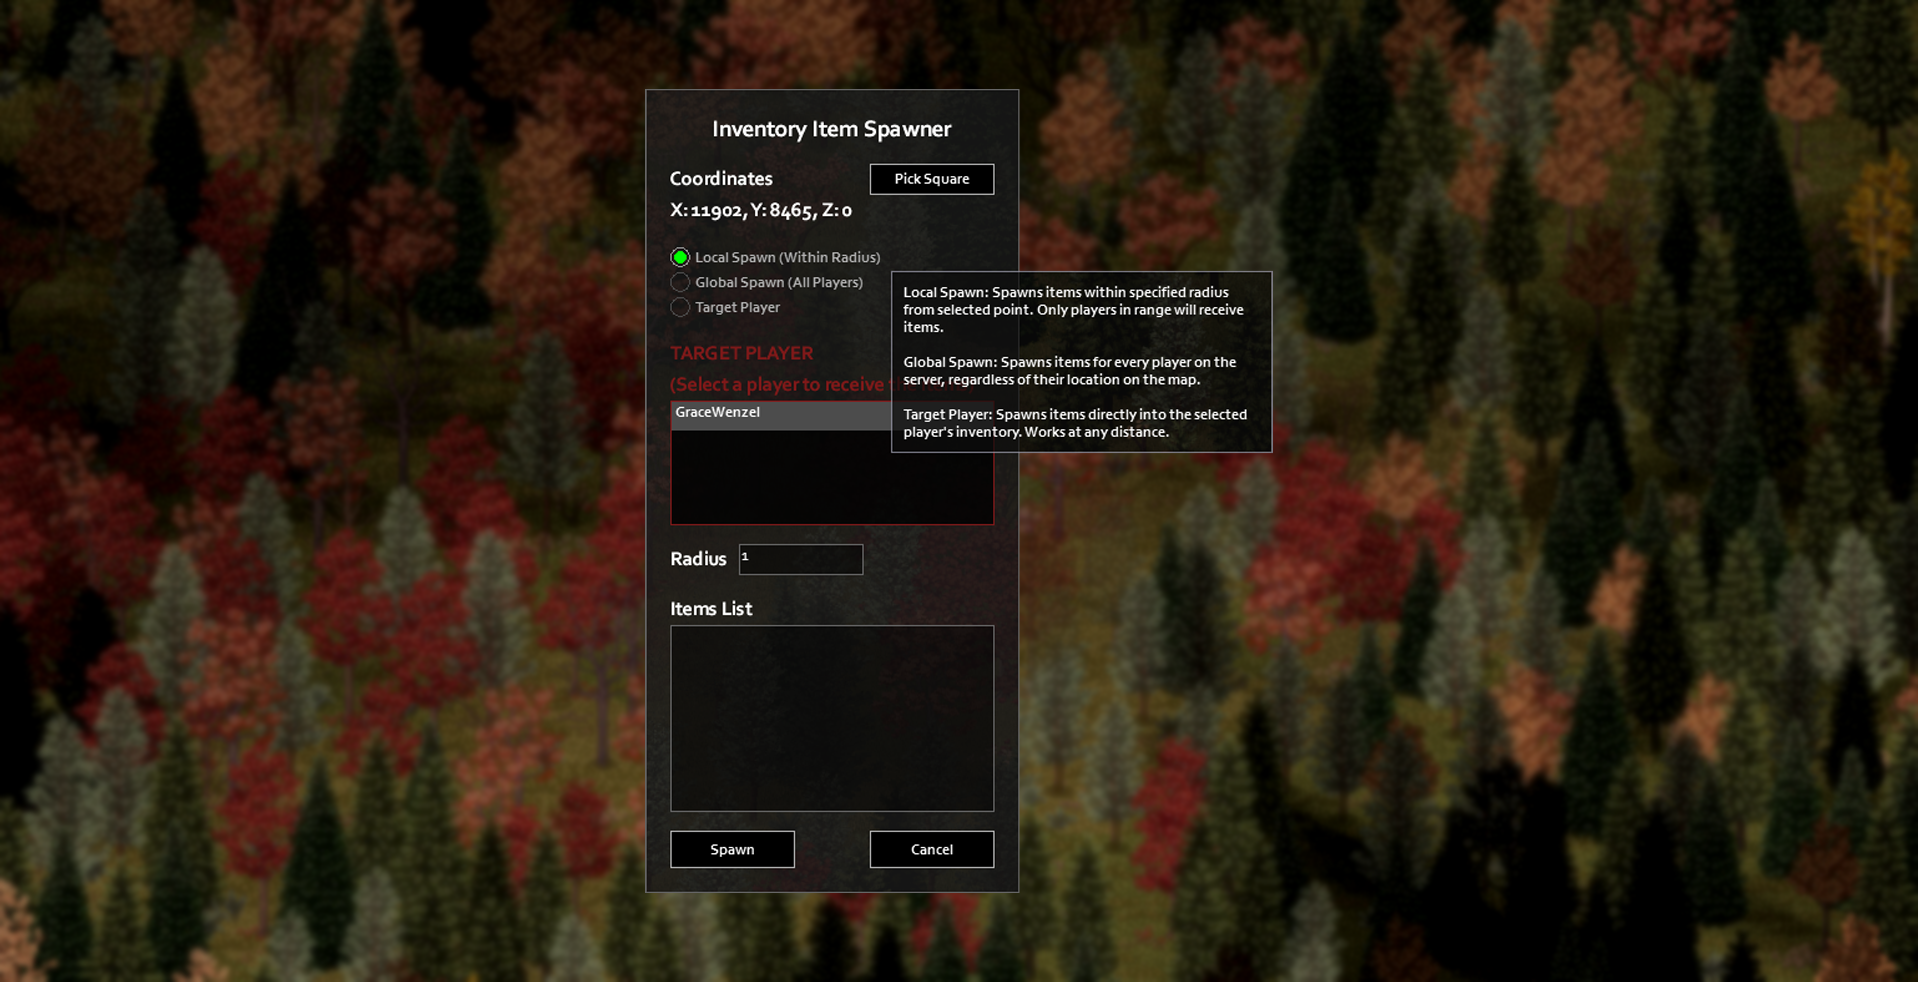 Inventory Item Spawner
Coordinates
Pick Square
X: 11902, Y: 8465, Z: 0
Local Spawn (Within Radius)
Global Spawn (All Players)
Target Player
Local Spawn: Spawns items within specified radius
from selected point. Only players in range will receive
items.
Global Spawn: Spawns items for every player on the
server, regardless of their location on the map.
Target Player: Spawns items directly into the selected
player's inventory. Works at any distance.
TARGET PLAYER
(Select a player to receive
GraceWenzel
Radius
1
Items List
Spawn
Cancel